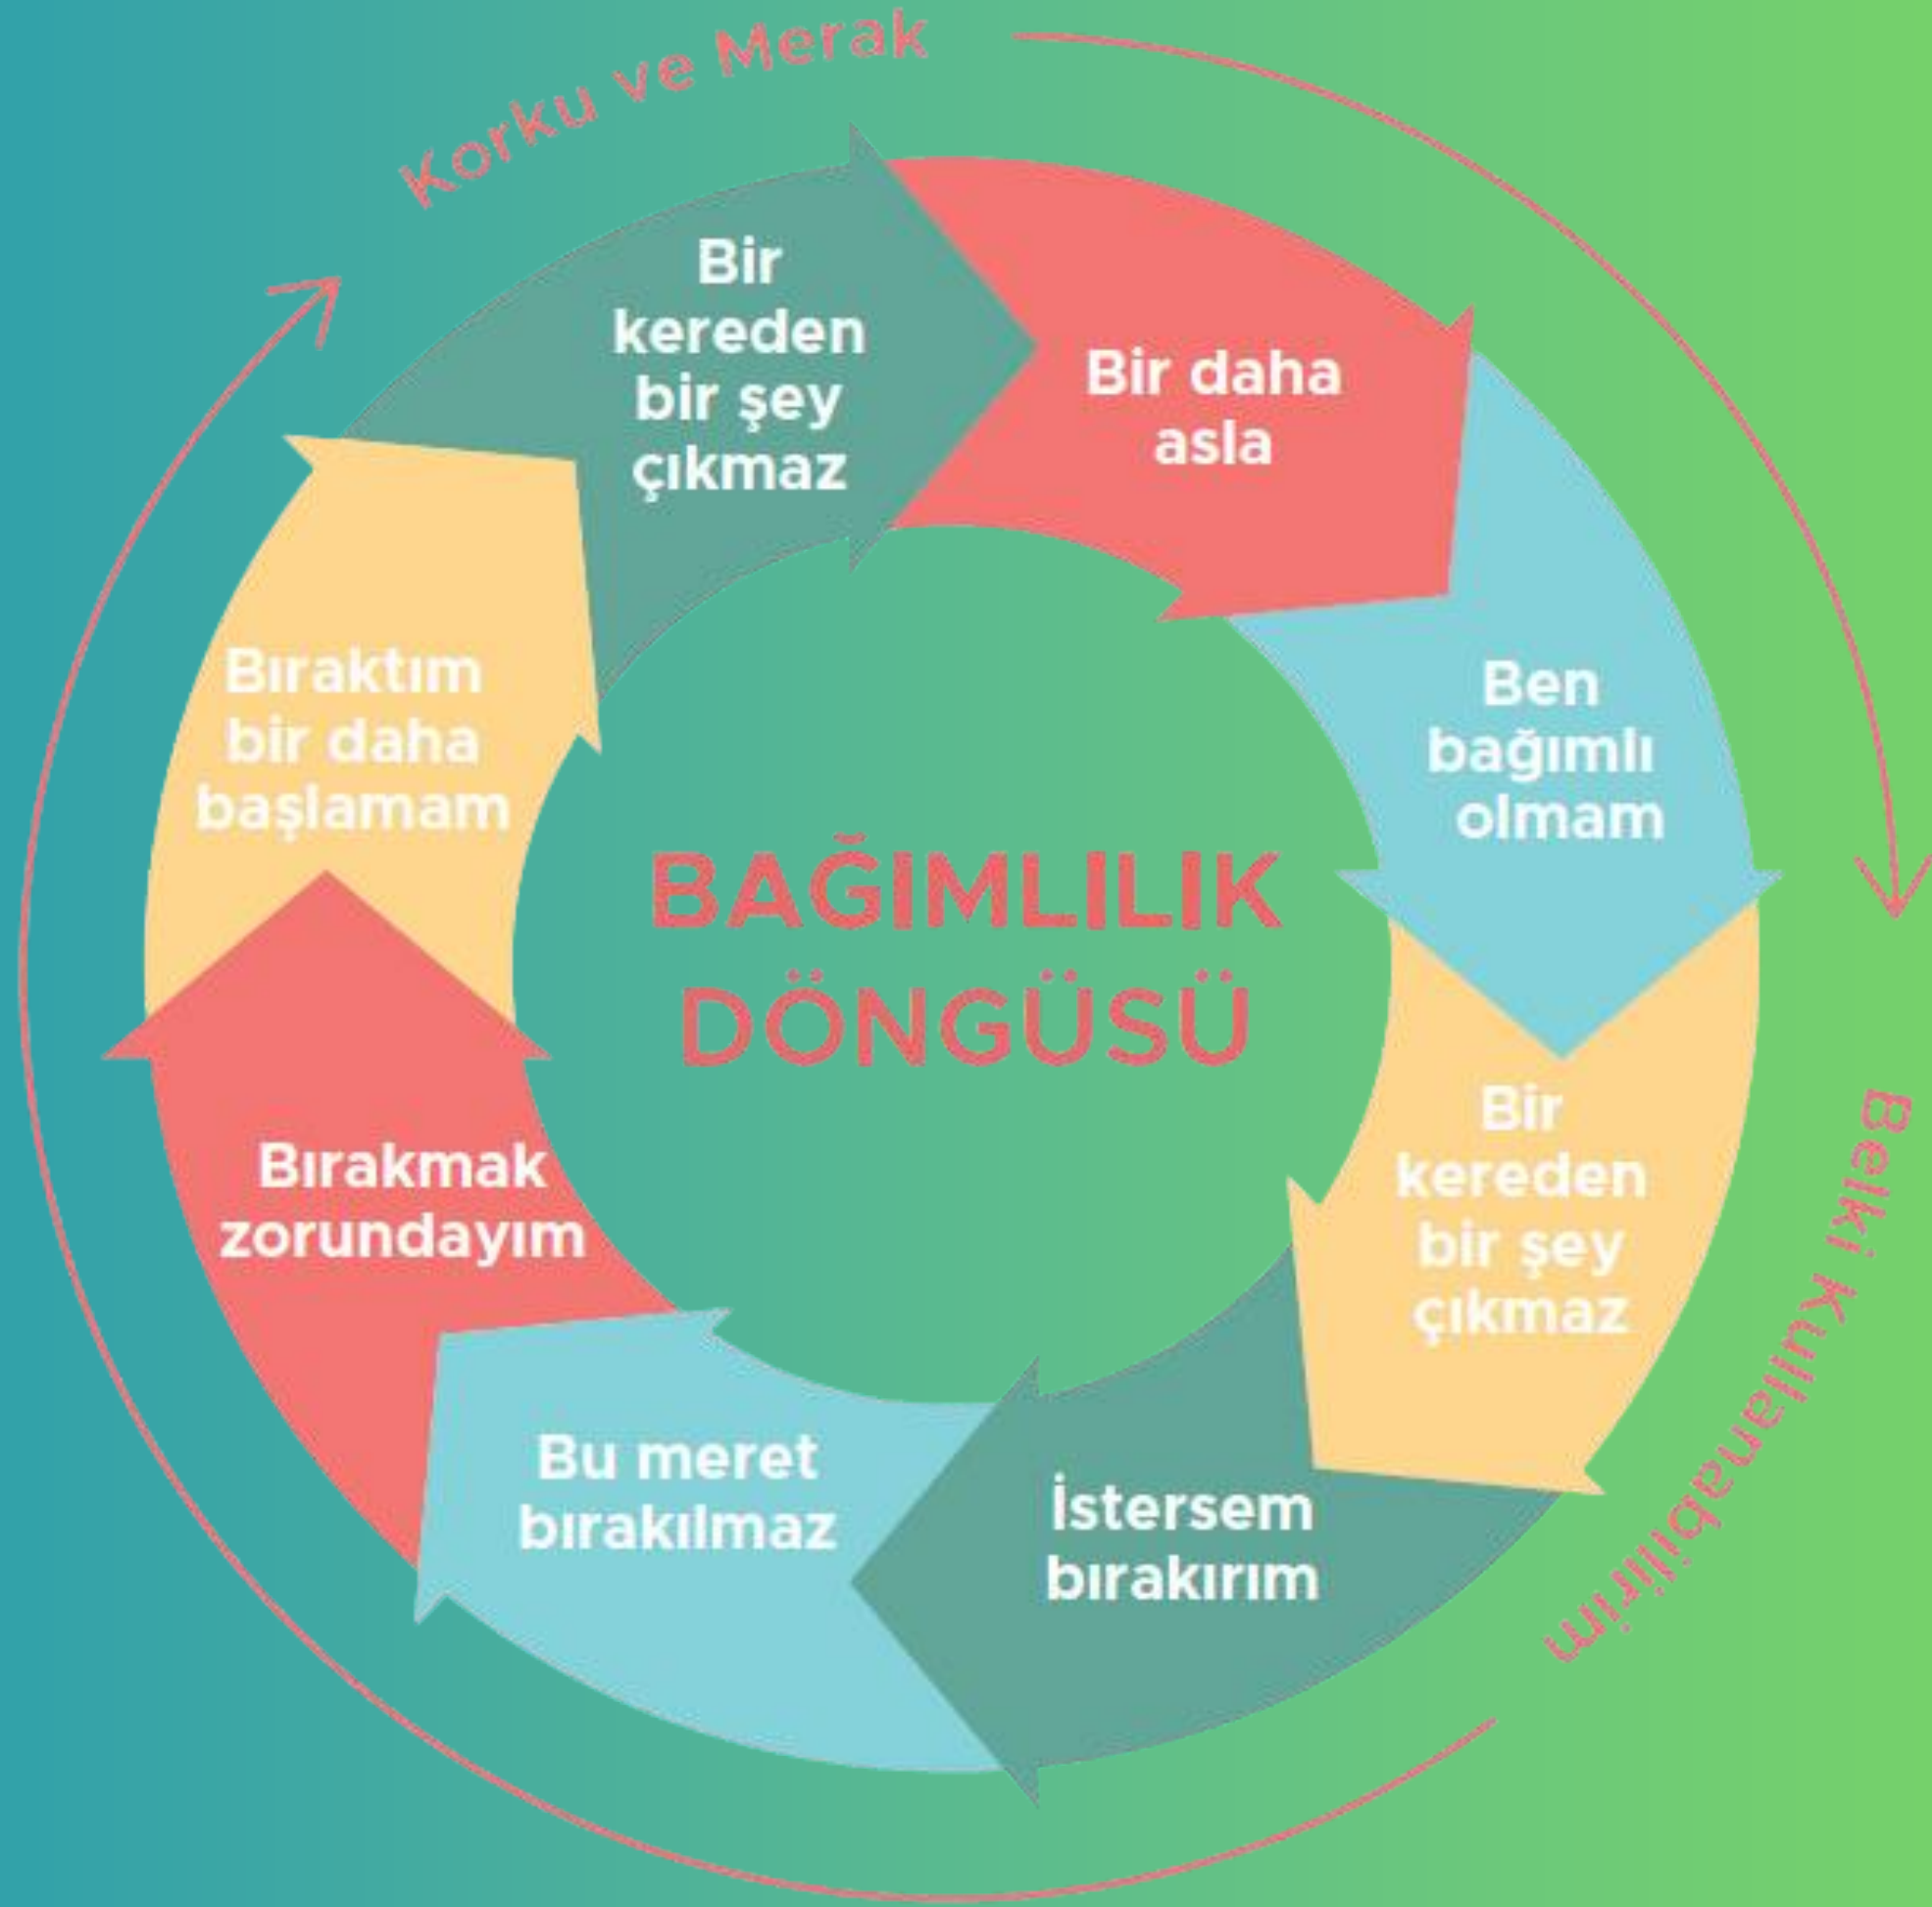 Korku ve Merak
Bir
kereden
bir şey
çıkmaz
Bir daha
asla
Ben
bağımlı
olmam
Bir
kereden
bir şey
çıkmaz
Belki Kullanabilirim
İstersem
bırakırım
Bu meret
bırakılmaz
Bırakmak
zorundayım
Bıraktım
bir daha
başlamam
BAĞIMLILIK
DÖNGÜSÜ